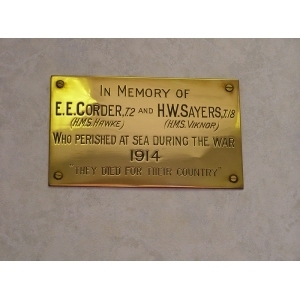 IN MEMORY OF
E.E.CORDER,T.2 AND H.W.SAYERS,T.18
(H.M.S. HAWKE) (H.M.S. VIKNOR)
WHO PERISHED AT SEA DURING THE WAR
1914
"THEY DIED FOR THEIR COUNTRY"